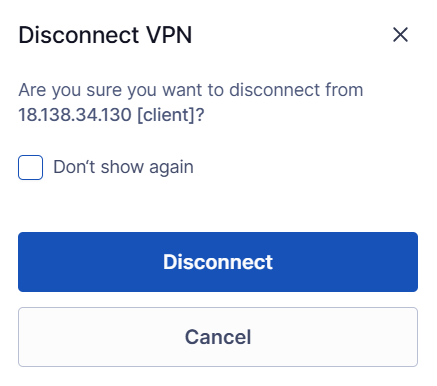 Disconnect VPN
Are you sure you want to disconnect from
18.138.34.130 [client]?
Don‘t show again
Disconnect
Cancel